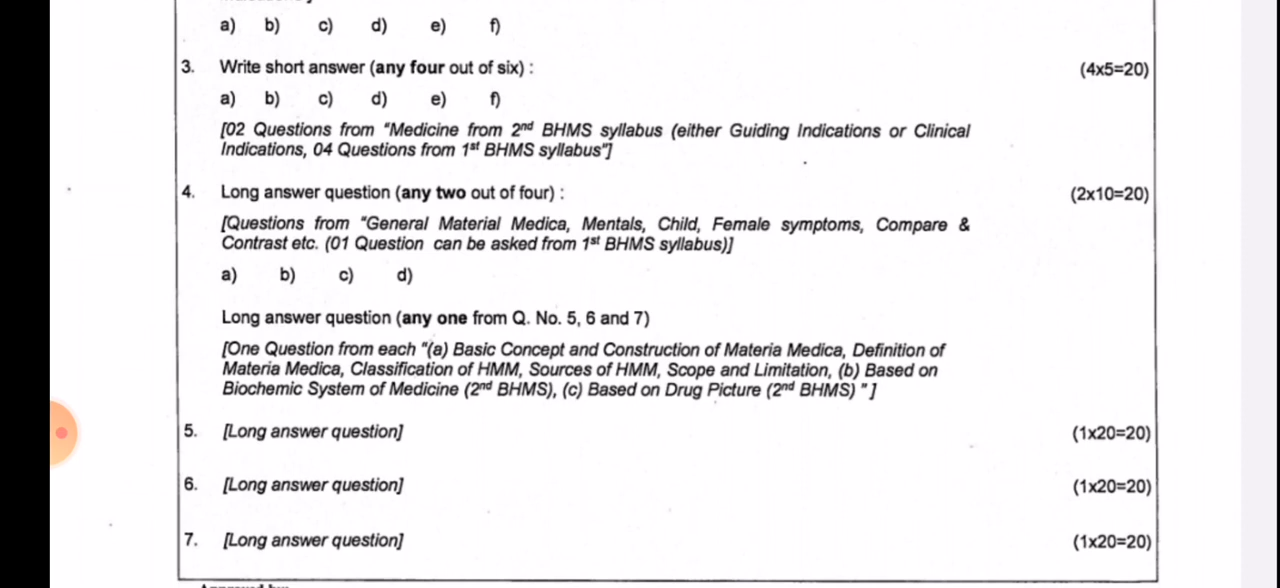 a) b) c) d) e) f)
3. Write short answer (any four out of six) : (4x5=20)
a) b) c) d) e) f)
[02 Questions from "Medicine from 2nd BHMS syllabus (either Guiding Indications or Clinical
Indications, 04 Questions from 1st BHMS syllabus"]
4. Long answer question (any two out of four) : (2x10=20)
[Questions from "General Material Medica, Mentals, Child, Female symptoms, Compare &
Contrast etc. (01 Question can be asked from 1st BHMS syllabus)]
a) b) c) d)
Long answer question (any one from Q. No. 5, 6 and 7)
[One Question from each "(a) Basic Concept and Construction of Materia Medica, Definition of
Materia Medica, Classification of HMM, Sources of HMM, Scope and Limitation, (b) Based on
Biochemic System of Medicine (2nd BHMS), (c) Based on Drug Picture (2nd BHMS) "]
5. [Long answer question] (1x20=20)
6. [Long answer question] (1x20=20)
7. [Long answer question] (1x20=20)